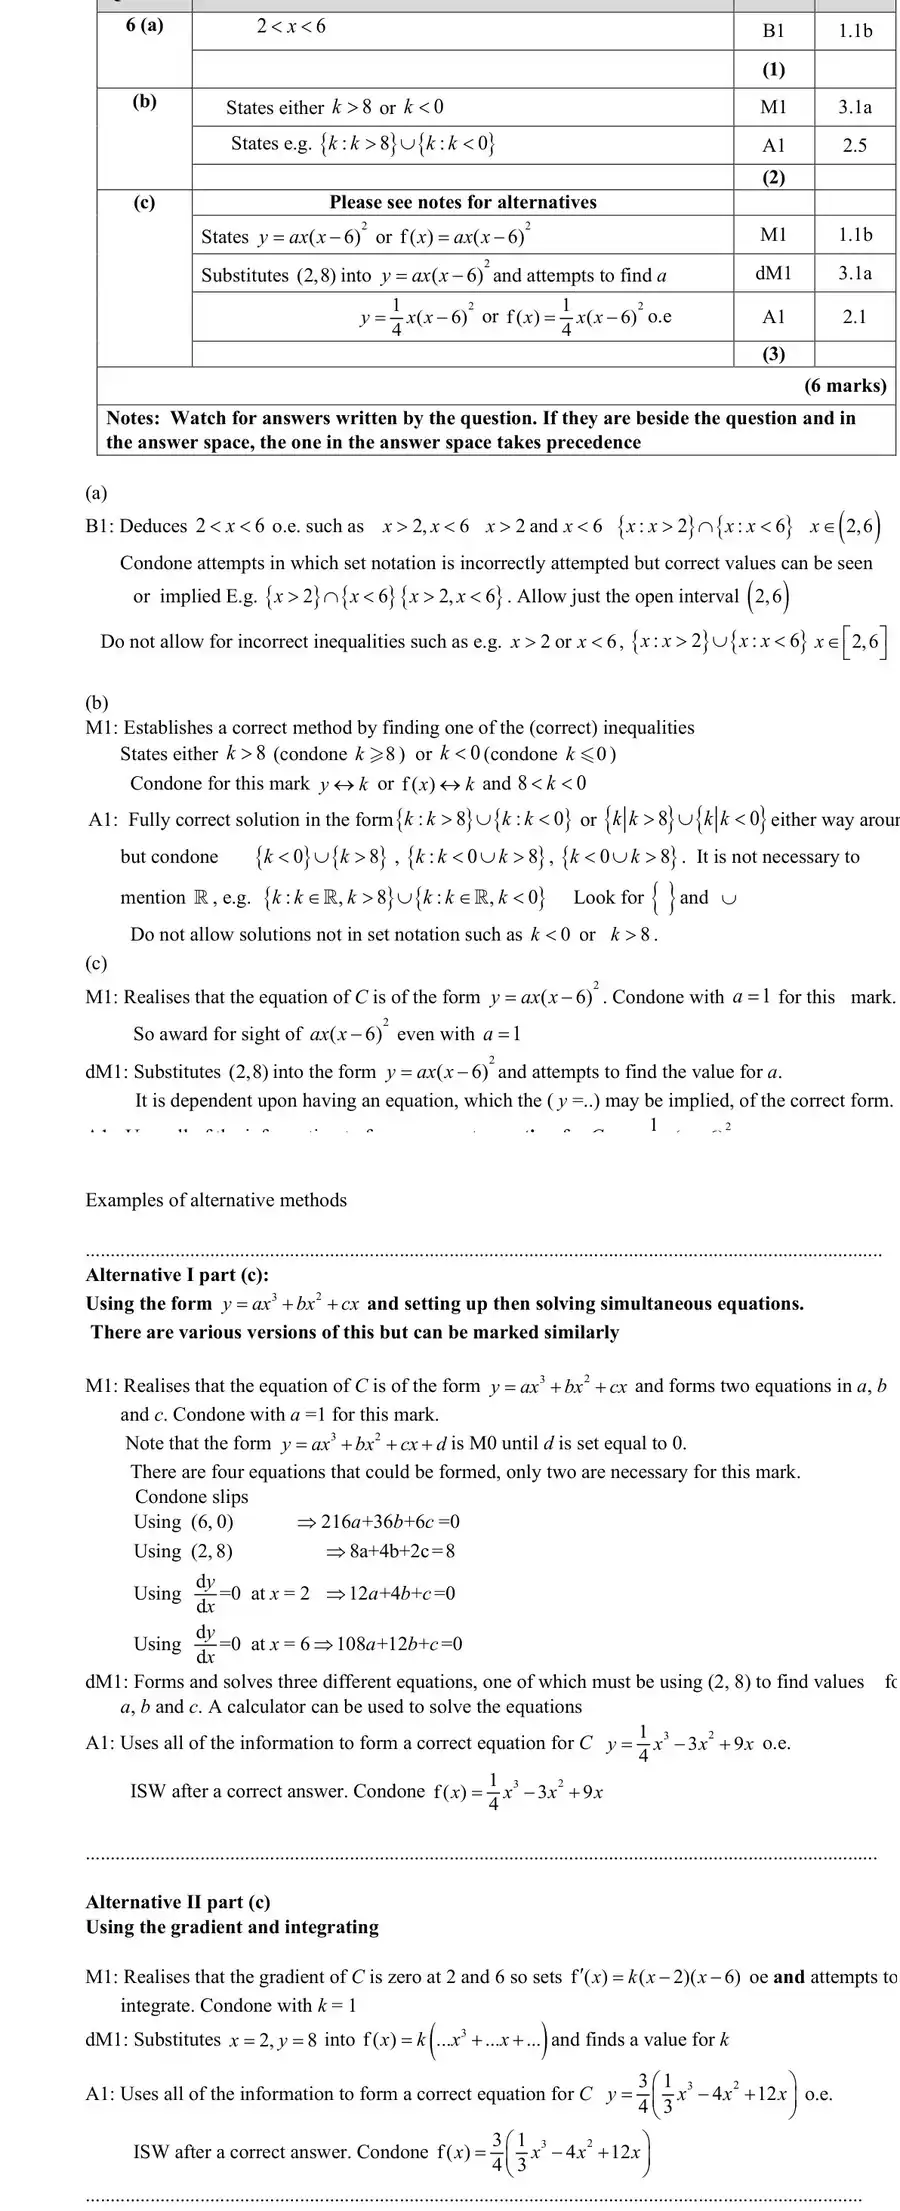 6 (a) 2 < x < 6 B1 1.1b
(1)
(b) States either k > 8 or k < 0 M1 3.1a
States e.g. {k : k > 8} ∪ {k : k < 0} A1 2.5
(2)
(c) Please see notes for alternatives
States y = ax(x − 6)² or f(x) = ax(x − 6)² M1 1.1b
Substitutes (2,8) into y = ax(x − 6)² and attempts to find a dM1 3.1a
y = 1/4 x(x − 6)² or f(x) = 1/4 x(x − 6)² o.e A1 2.1
(3)
(6 marks)
Notes: Watch for answers written by the question. If they are beside the question and in
the answer space, the one in the answer space takes precedence
(a)
B1: Deduces 2 < x < 6 o.e. such as x > 2, x < 6 x > 2 and x < 6 {x : x > 2} ∩ {x : x < 6} x ∈ (2,6)
Condone attempts in which set notation is incorrectly attempted but correct values can be seen
or implied E.g. {x > 2} ∩ {x < 6} {x > 2, x < 6}. Allow just the open interval (2,6)
Do not allow for incorrect inequalities such as e.g. x > 2 or x < 6, {x : x > 2} ∪ {x : x < 6} x ∈ [2,6]
(b)
M1: Establishes a correct method by finding one of the (correct) inequalities
States either k > 8 (condone k ⩾ 8) or k < 0 (condone k ⩽ 0)
Condone for this mark y ↔ k or f(x) ↔ k and 8 < k < 0
A1: Fully correct solution in the form {k : k > 8} ∪ {k : k < 0} or {k|k > 8} ∪ {k|k < 0} either way arour
but condone {k < 0} ∪ {k > 8}, {k : k < 0 ∪ k > 8}, {k < 0 ∪ k > 8}. It is not necessary to
mention ℝ, e.g. {k : k ∈ ℝ, k > 8} ∪ {k : k ∈ ℝ, k < 0} Look for { } and ∪
Do not allow solutions not in set notation such as k < 0 or k > 8.
(c)
M1: Realises that the equation of C is of the form y = ax(x − 6)². Condone with a = 1 for this mark.
So award for sight of ax(x − 6)² even with a = 1
dM1: Substitutes (2,8) into the form y = ax(x − 6)² and attempts to find the value for a.
It is dependent upon having an equation, which the (y =..) may be implied, of the correct form.
Examples of alternative methods
Alternative I part (c):
Using the form y = ax³ + bx² + cx and setting up then solving simultaneous equations.
There are various versions of this but can be marked similarly
M1: Realises that the equation of C is of the form y = ax³ + bx² + cx and forms two equations in a, b
and c. Condone with a =1 for this mark.
Note that the form y = ax³ + bx² + cx + d is M0 until d is set equal to 0.
There are four equations that could be formed, only two are necessary for this mark.
Condone slips
Using (6, 0) ⇒ 216a+36b+6c =0
Using (2, 8) ⇒ 8a+4b+2c=8
Using dy/dx =0 at x = 2 ⇒ 12a+4b+c=0
Using dy/dx =0 at x = 6 ⇒ 108a+12b+c=0
dM1: Forms and solves three different equations, one of which must be using (2, 8) to find values fo
a, b and c. A calculator can be used to solve the equations
A1: Uses all of the information to form a correct equation for C y = 1/4 x³ − 3x² + 9x o.e.
ISW after a correct answer. Condone f(x) = 1/4 x³ − 3x² + 9x
Alternative II part (c)
Using the gradient and integrating
M1: Realises that the gradient of C is zero at 2 and 6 so sets f′(x) = k(x − 2)(x − 6) oe and attempts to
integrate. Condone with k = 1
dM1: Substitutes x = 2, y = 8 into f(x) = k(...x³ + ...x + ...) and finds a value for k
A1: Uses all of the information to form a correct equation for C y = 3/4(1/3 x³ − 4x² + 12x) o.e.
ISW after a correct answer. Condone f(x) = 3/4(1/3 x³ − 4x² + 12x)